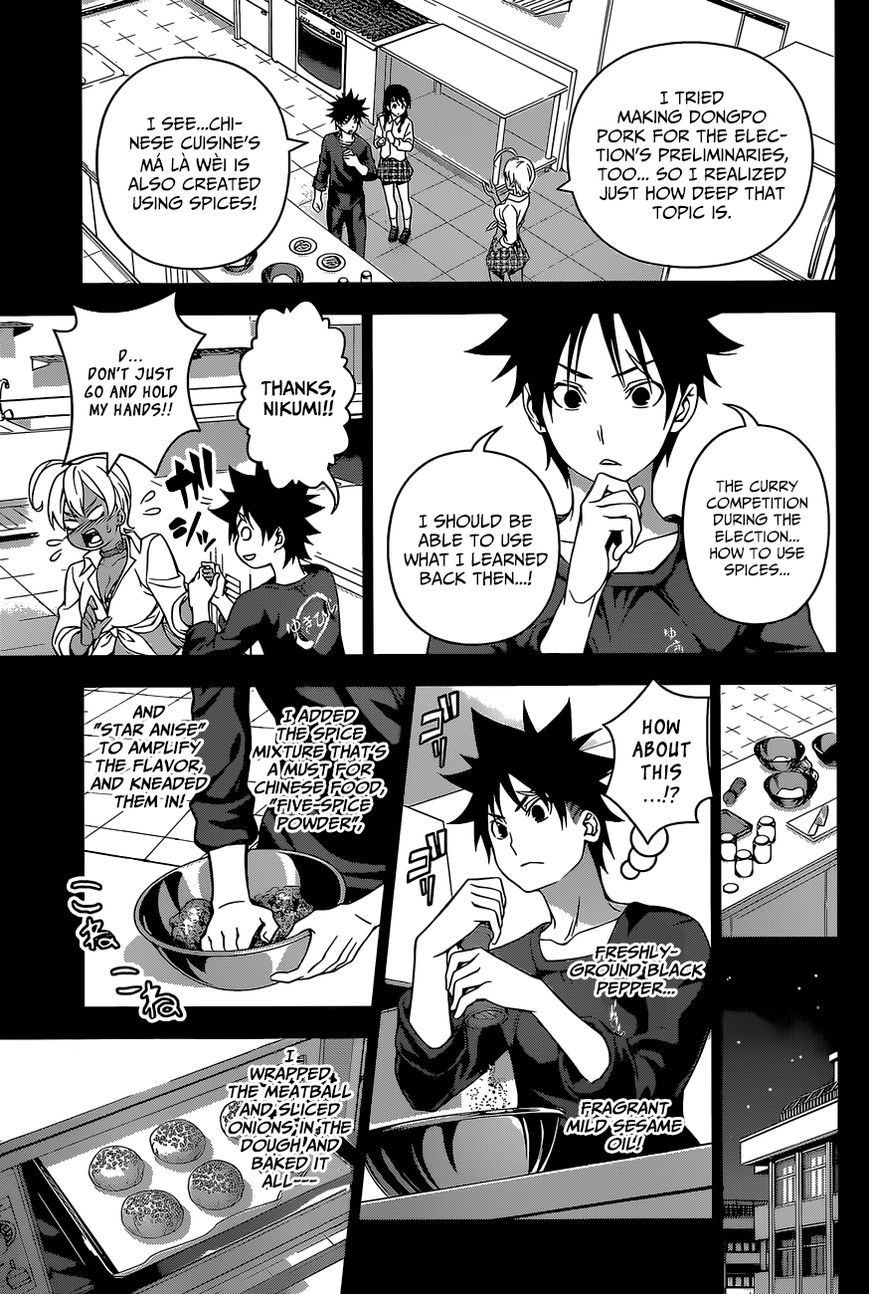 I TRIED
MAKING DONGPO
PORK FOR THE ELEC-
TION'S PRELIMINARIES,
TOO... SO I REALIZED
JUST HOW DEEP THAT
TOPIC IS.
I SEE...CHI-
NESE CUISINE'S
MÁ LÀ WÈI IS
ALSO CREATED
USING SPICES!
THE CURRY
COMPETITION
DURING THE
ELECTION...
HOW TO USE
SPICES...
I SHOULD BE
ABLE TO USE
WHAT I LEARNED
BACK THEN...!
THANKS,
NIKUMI!!
D...
DON'T JUST
GO AND HOLD
MY HANDS!!
ゆきひら
HOW
ABOUT
THIS
...!?
FRESHLY-
GROUND BLACK
PEPPER...
FRAGRANT
MILD SESAME
OIL!
I ADDED
THE SPICE
MIXTURE THAT'S
A MUST FOR
CHINESE FOOD,
"FIVE-SPICE
POWDER",
AND
"STAR ANISE"
TO AMPLIFY
THE FLAVOR,
AND KNEADED
THEM IN!
こね
こね
I
WRAPPED
THE MEATBALL
AND SLICED
ONIONS IN THE
DOUGH AND
BAKED IT
ALL---